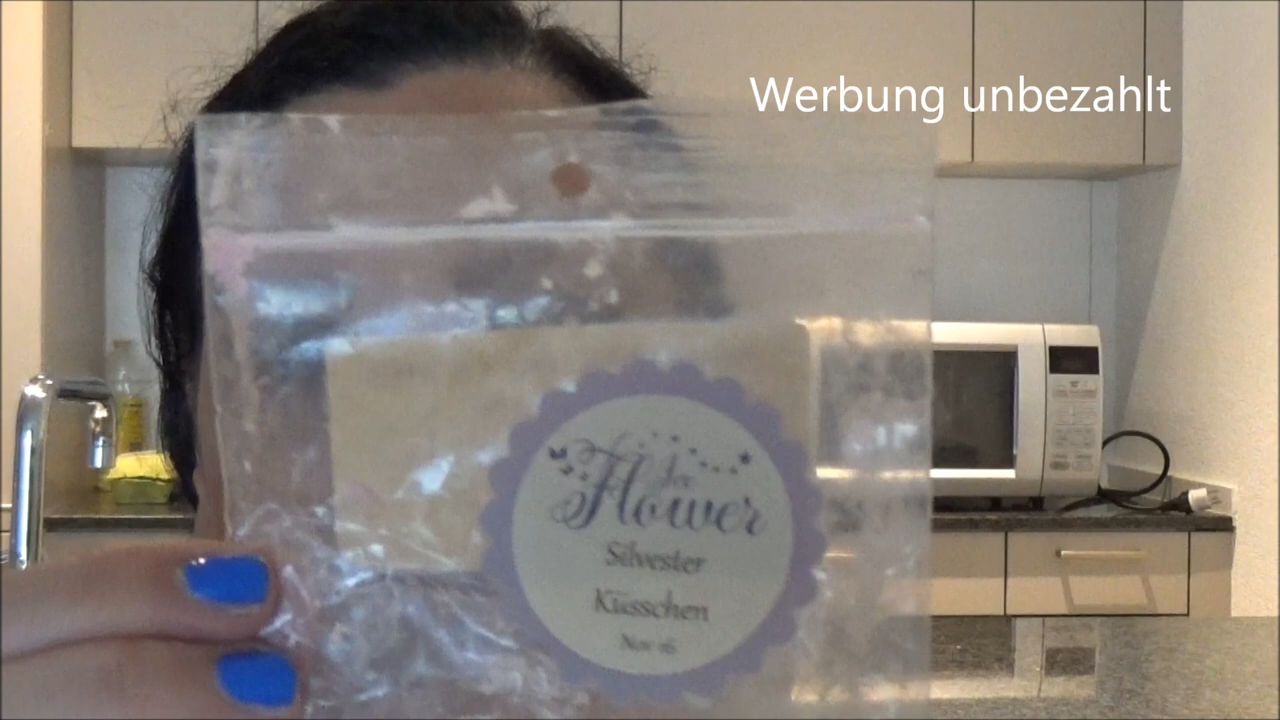 Werbung unbezahlt
Flower
Silvester
Küsschen
Nov 16